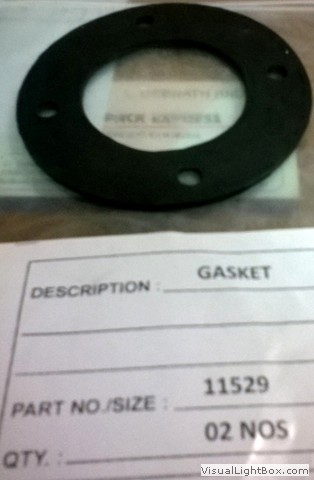 DESCRIPTION : GASKET
PART NO./SIZE : 11529
QTY. : 02 NOS
VisualLightBox.com